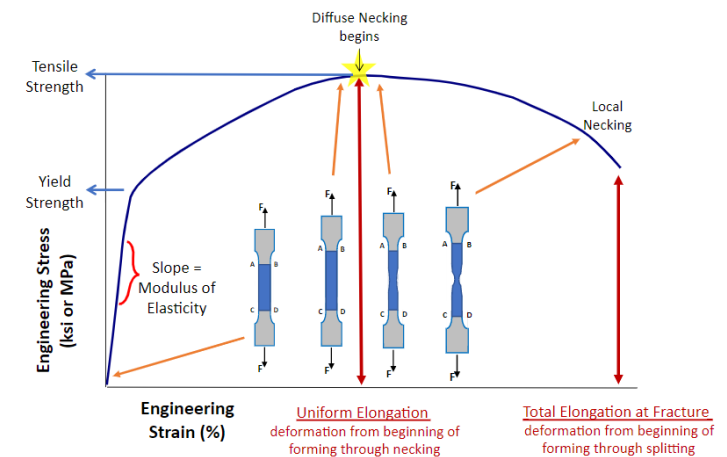 Diffuse Necking
begins
Tensile
Strength
Local
Necking
Yield
Strength
Engineering Stress
(ksi or MPa)
Slope =
Modulus of
Elasticity
F
A B
C D
F
F
A B
C D
F
F
A B
C D
F
F
A B
C D
F
Engineering
Strain (%)
Uniform Elongation
deformation from beginning of
forming through necking
Total Elongation at Fracture
deformation from beginning of
forming through splitting